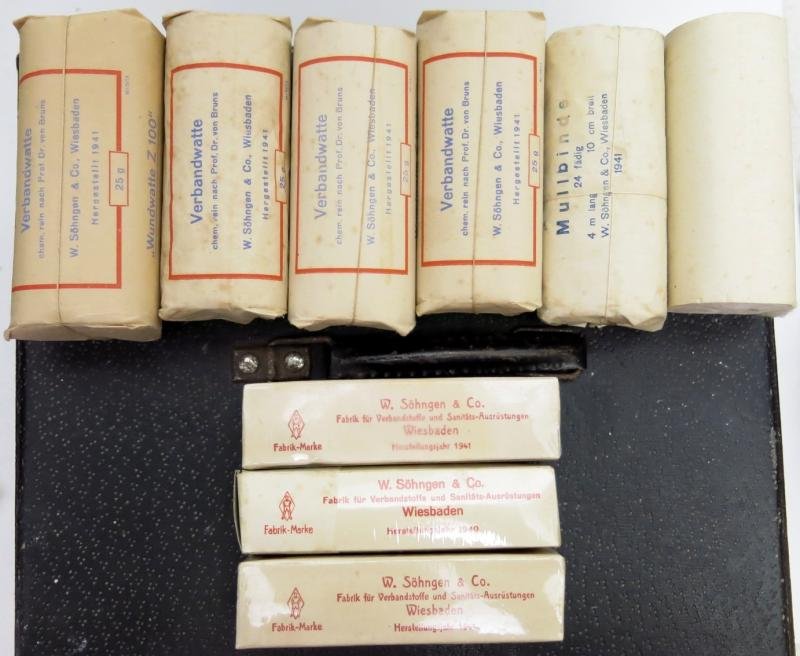 Verbandwatte
chem. rein nach Prof. Dr. von Bruns
W. Söhngen & Co., Wiesbaden
Hergestellt 1941
25 g
„Wundwatte Z 100“
Verbandwatte
chem. rein nach Prof. Dr. von Bruns
W. Söhngen & Co., Wiesbaden
Hergestellt 1941
25 g
Verbandwatte
chem. rein nach Prof. Dr. von Bruns
W. Söhngen & Co., Wiesbaden
Hergestellt 1941
25 g
Verbandwatte
chem. rein nach Prof. Dr. von Bruns
W. Söhngen & Co., Wiesbaden
Hergestellt 1941
25 g
Mullbinde
24 fädig
4 m lang 10 cm breit
W. Söhngen & Co., Wiesbaden
1941
W. Söhngen & Co.
Fabrik für Verbandstoffe und Sanitäts-Ausrüstungen
Wiesbaden
Fabrik-Marke
Herstellungsjahr 1941
W. Söhngen & Co.
Fabrik für Verbandstoffe und Sanitäts-Ausrüstungen
Wiesbaden
Fabrik-Marke
Herstellungsjahr 1940
W. Söhngen & Co.
Fabrik für Verbandstoffe und Sanitäts-Ausrüstungen
Wiesbaden
Fabrik-Marke
Herstellungsjahr